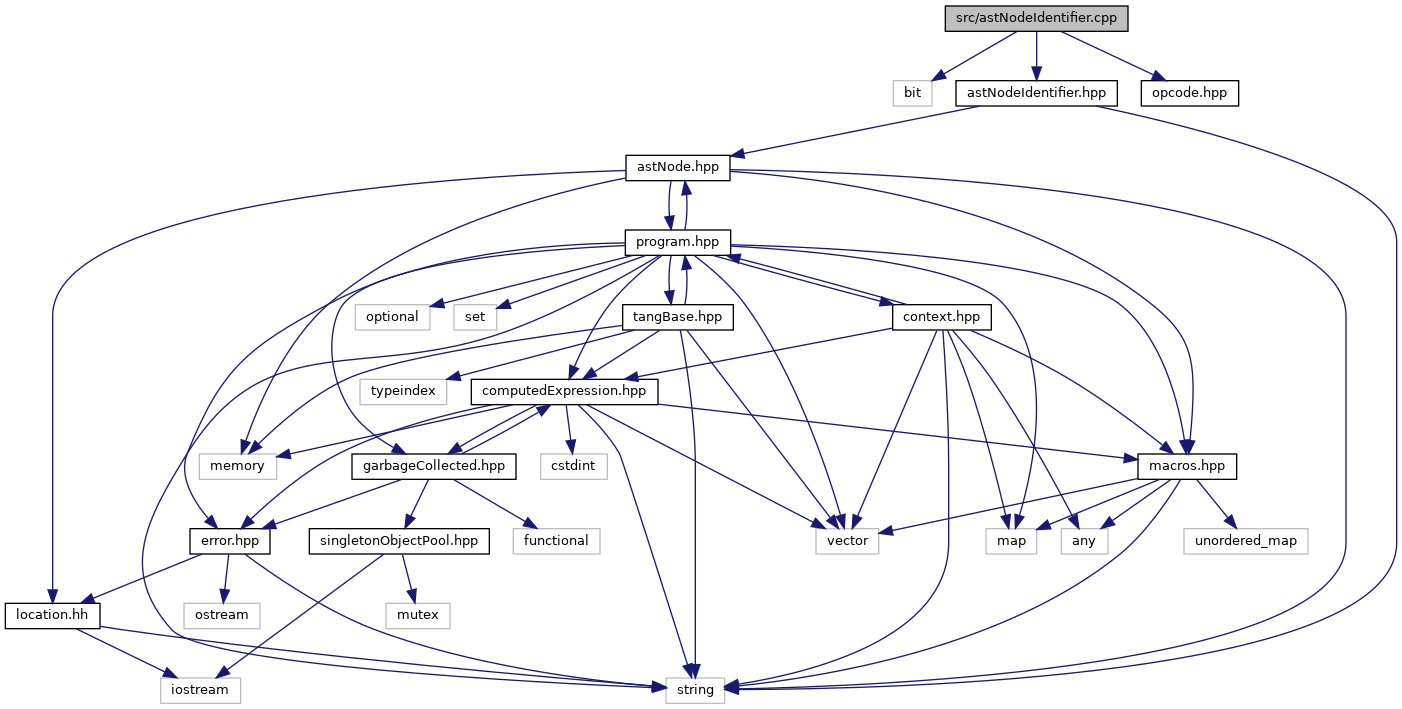 src/astNodeIdentifier.cpp
bit
astNodeIdentifier.hpp
opcode.hpp
astNode.hpp
program.hpp
optional
set
tangBase.hpp
context.hpp
typeindex
computedExpression.hpp
memory
garbageCollected.hpp
cstdint
macros.hpp
error.hpp
singletonObjectPool.hpp
functional
vector
map
any
unordered_map
location.hh
ostream
mutex
iostream
string